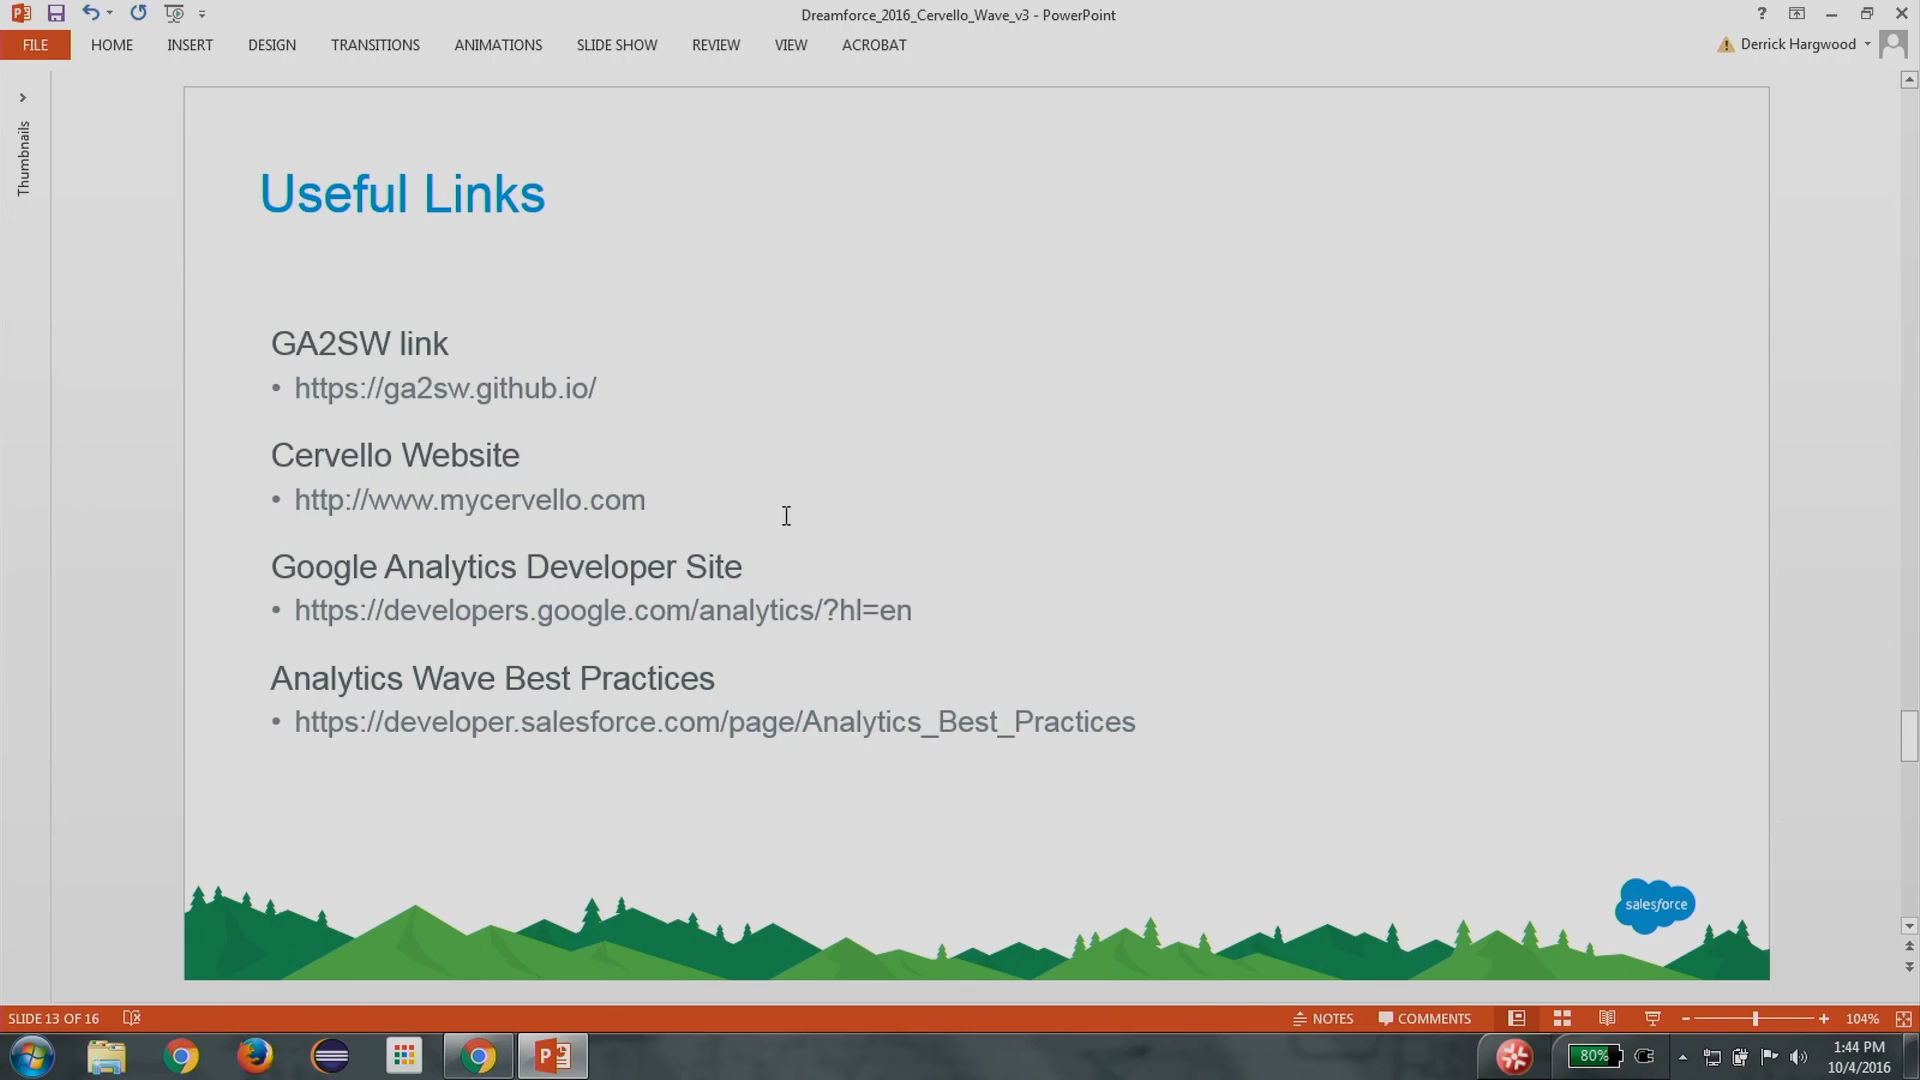 Dreamforce_2016_Cervello_Wave_v3 - PowerPoint
FILE HOME INSERT DESIGN TRANSITIONS ANIMATIONS SLIDE SHOW REVIEW VIEW ACROBAT
Derrick Hargwood
Thumbnails
Useful Links
GA2SW link
• https://ga2sw.github.io/
Cervello Website
• http://www.mycervello.com
Google Analytics Developer Site
• https://developers.google.com/analytics/?hl=en
Analytics Wave Best Practices
• https://developer.salesforce.com/page/Analytics_Best_Practices
salesforce
SLIDE 13 OF 16
NOTES
COMMENTS
104%
80%
1:44 PM
10/4/2016